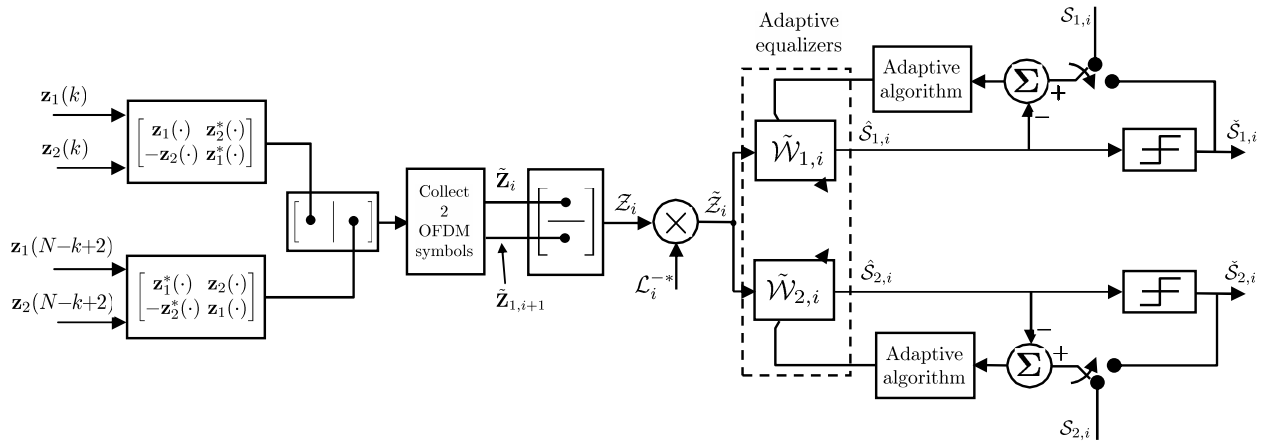 Adaptive
equalizers
𝒮₁,ᵢ
Adaptive
algorithm
Σ
+
−
z₁(k)
z₂(k)
[ z₁(·) z₂*(·) ]
[ −z₂(·) z₁*(·) ]
𝒲̃₁,ᵢ
Ŝ₁,ᵢ
Š₁,ᵢ
Collect
2
OFDM
symbols
Z̃ᵢ
Z̃₁,ᵢ₊₁
𝒵ᵢ
×
𝒵̃ᵢ
ℒᵢ⁻*
z₁(N−k+2)
z₂(N−k+2)
[ z₁*(·) z₂(·) ]
[ −z₂*(·) z₁(·) ]
𝒲̃₂,ᵢ
Ŝ₂,ᵢ
Š₂,ᵢ
Adaptive
algorithm
Σ
−
+
𝒮₂,ᵢ